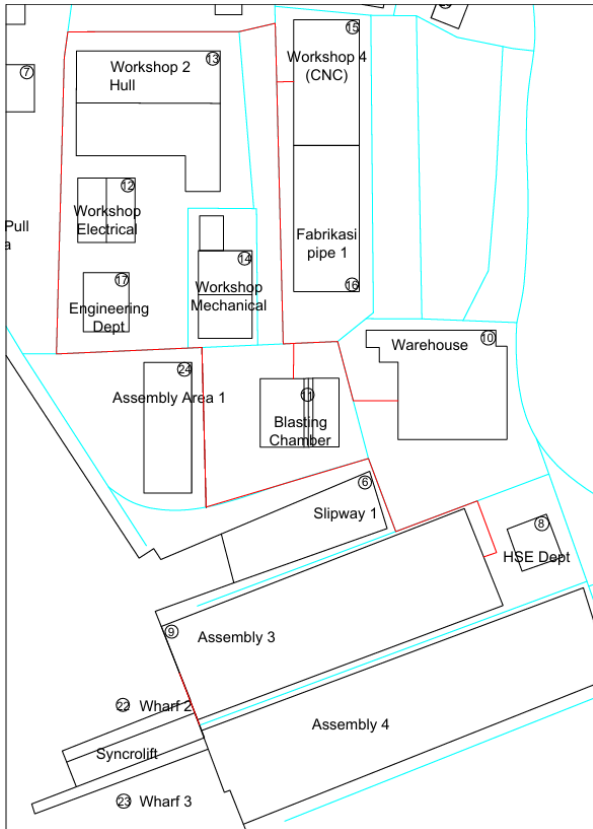 15
Workshop 2
13
Workshop 4
Hull
(CNC)
7
12
Workshop
Electrical
Pull
a
Fabrikasi
pipe 1
14
Workshop
Mechanical
17
16
Engineering
Dept
10
Warehouse
24
Assembly Area 1
11
Blasting
Chamber
6
Slipway 1
8
HSE Dept
9
Assembly 3
22 Wharf 2
Assembly 4
Syncrolift
23 Wharf 3